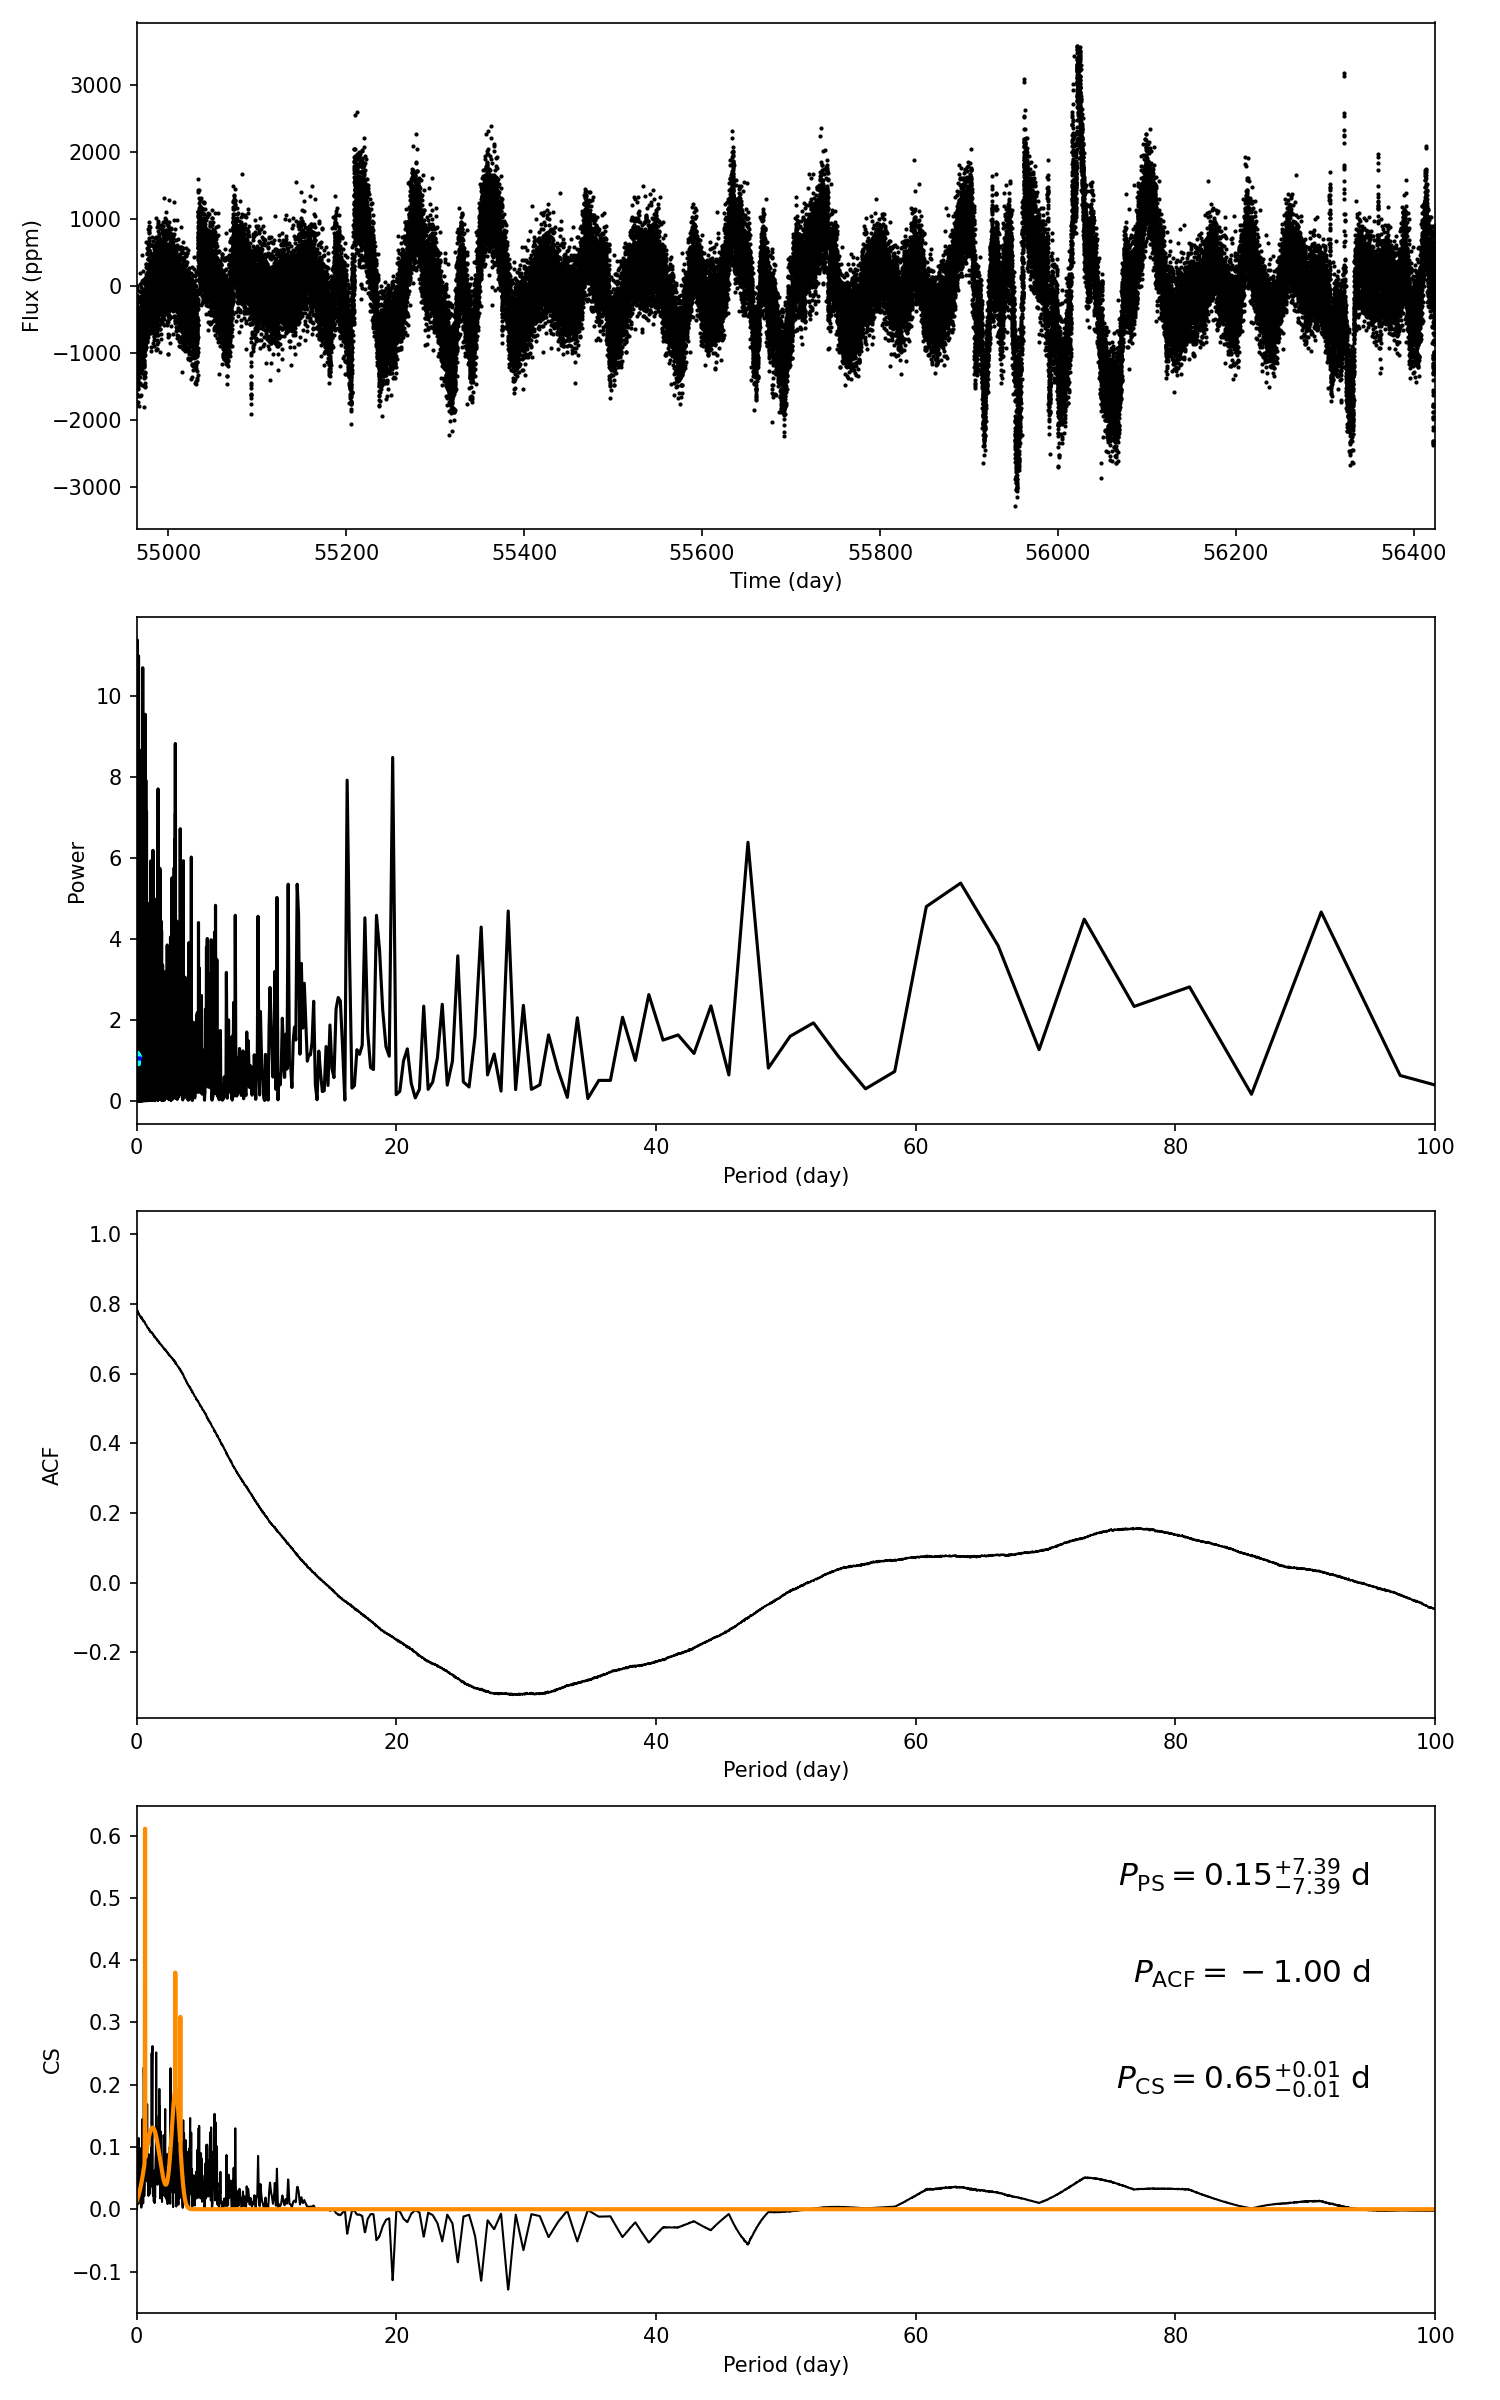 3000
2000
1000
0
−1000
−2000
−3000
Flux (ppm)
55000 55200 55400 55600 55800 56000 56200 56400
Time (day)
10
8
6
4
2
0
Power
0 20 40 60 80 100
Period (day)
1.0
0.8
0.6
0.4
0.2
0.0
−0.2
ACF
0 20 40 60 80 100
Period (day)
0.6
0.5
0.4
0.3
0.2
0.1
0.0
−0.1
CS
P_PS = 0.15^{+7.39}_{−7.39} d
P_ACF = −1.00 d
P_CS = 0.65^{+0.01}_{−0.01} d
0 20 40 60 80 100
Period (day)